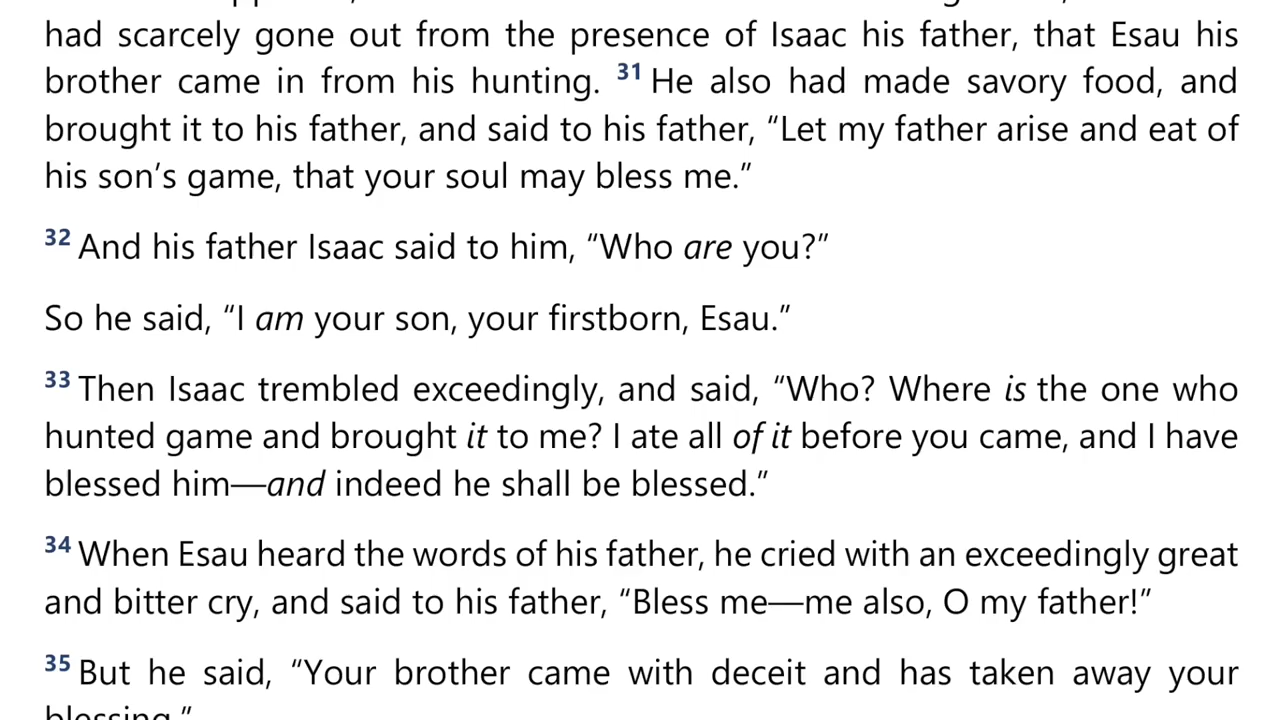 had scarcely gone out from the presence of Isaac his father, that Esau his
brother came in from his hunting. 31 He also had made savory food, and
brought it to his father, and said to his father, “Let my father arise and eat of
his son’s game, that your soul may bless me.”
32 And his father Isaac said to him, “Who are you?”
So he said, “I am your son, your firstborn, Esau.”
33 Then Isaac trembled exceedingly, and said, “Who? Where is the one who
hunted game and brought it to me? I ate all of it before you came, and I have
blessed him—and indeed he shall be blessed.”
34 When Esau heard the words of his father, he cried with an exceedingly great
and bitter cry, and said to his father, “Bless me—me also, O my father!”
35 But he said, “Your brother came with deceit and has taken away your
blessing.”